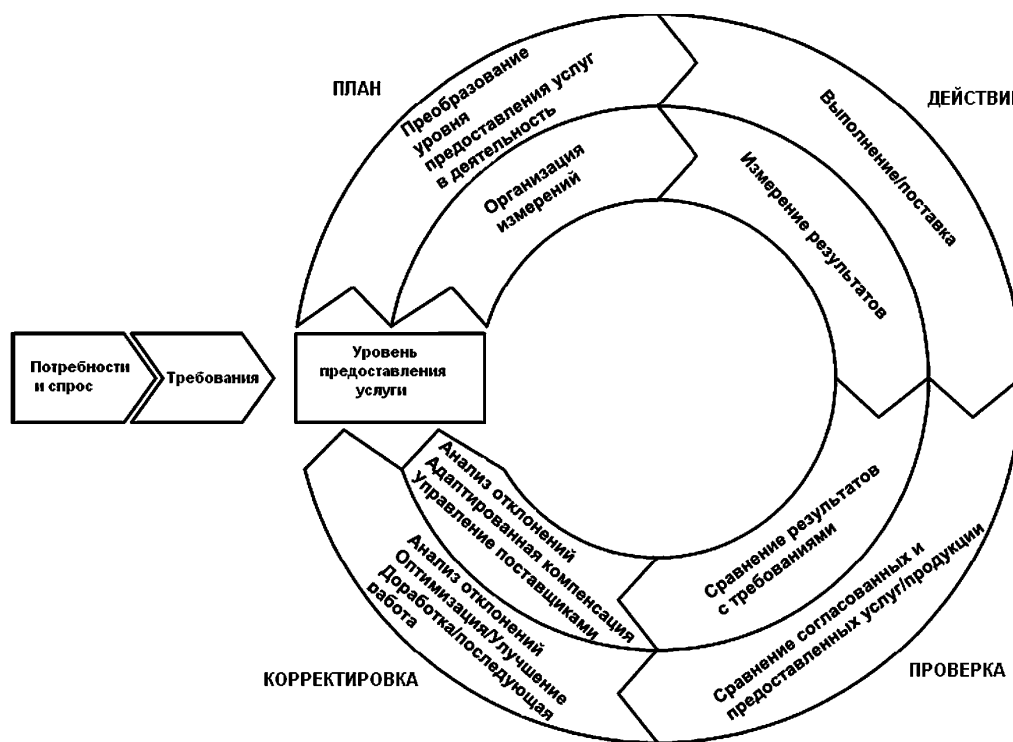 ПЛАН
Преобразование
уровня
предоставления услуг
в деятельность
Организация
измерений
ДЕЙСТВИ
Выполнение/поставка
Измерение результатов
Потребности
и спрос
Требования
Уровень
предоставления
услуги
Анализ отклонений
Адаптированная компенсация
Управление поставщиками
Анализ отклонений
Оптимизация/Улучшение
Доработка/последующая
работа
КОРРЕКТИРОВКА
Сравнение результатов
с требованиями
Сравнение согласованных и
предоставленных услуг/продукции
ПРОВЕРКА